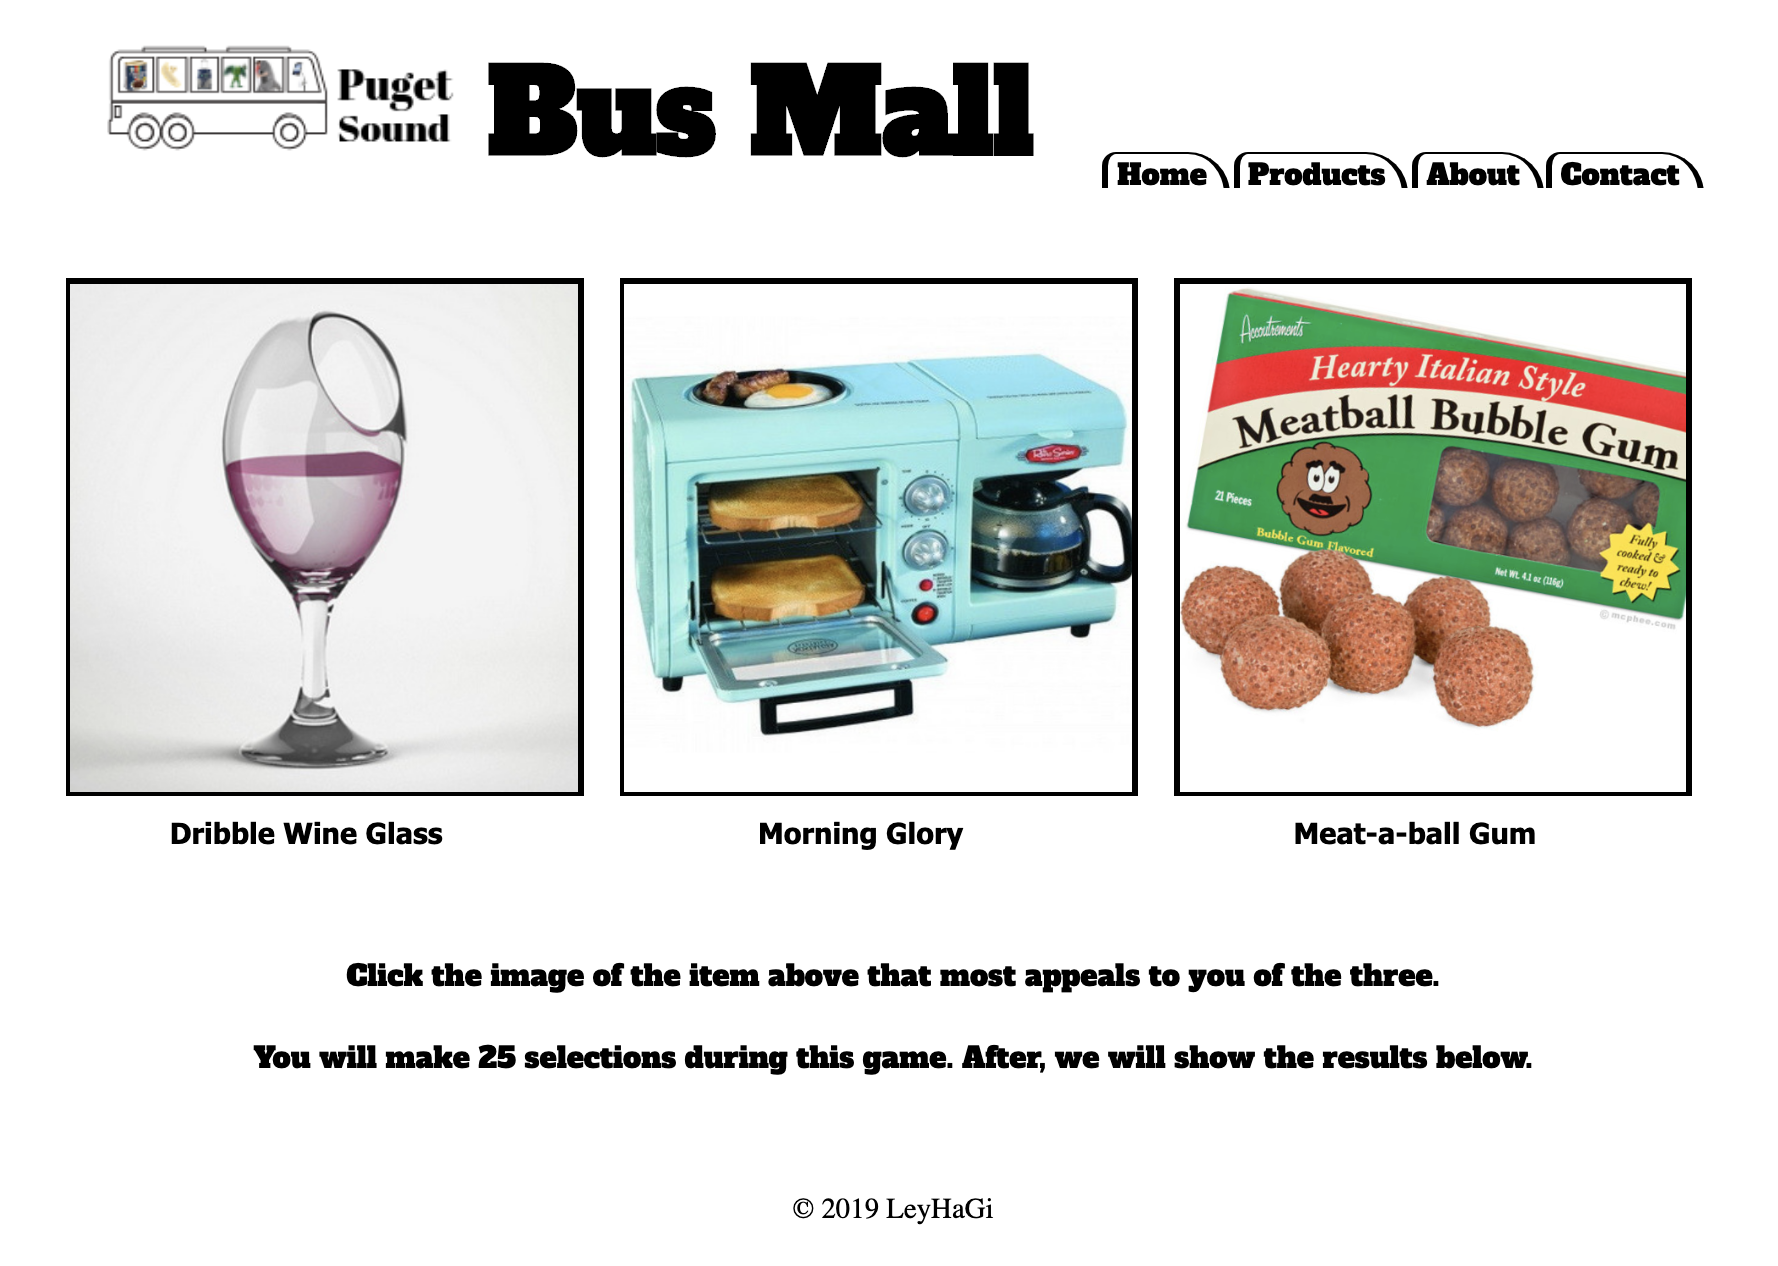 Puget
Sound
Bus Mall
Home
Products
About
Contact
Accoutrements
Hearty Italian Style
Meatball Bubble Gum
21 Pieces
Bubble Gum Flavored
Fully
cooked &
ready to
chew!
Net Wt. 4.1 oz (116g)
© mcphee.com
Retro Series
Dribble Wine Glass
Morning Glory
Meat-a-ball Gum
Click the image of the item above that most appeals to you of the three.
You will make 25 selections during this game. After, we will show the results below.
© 2019 LeyHaGi